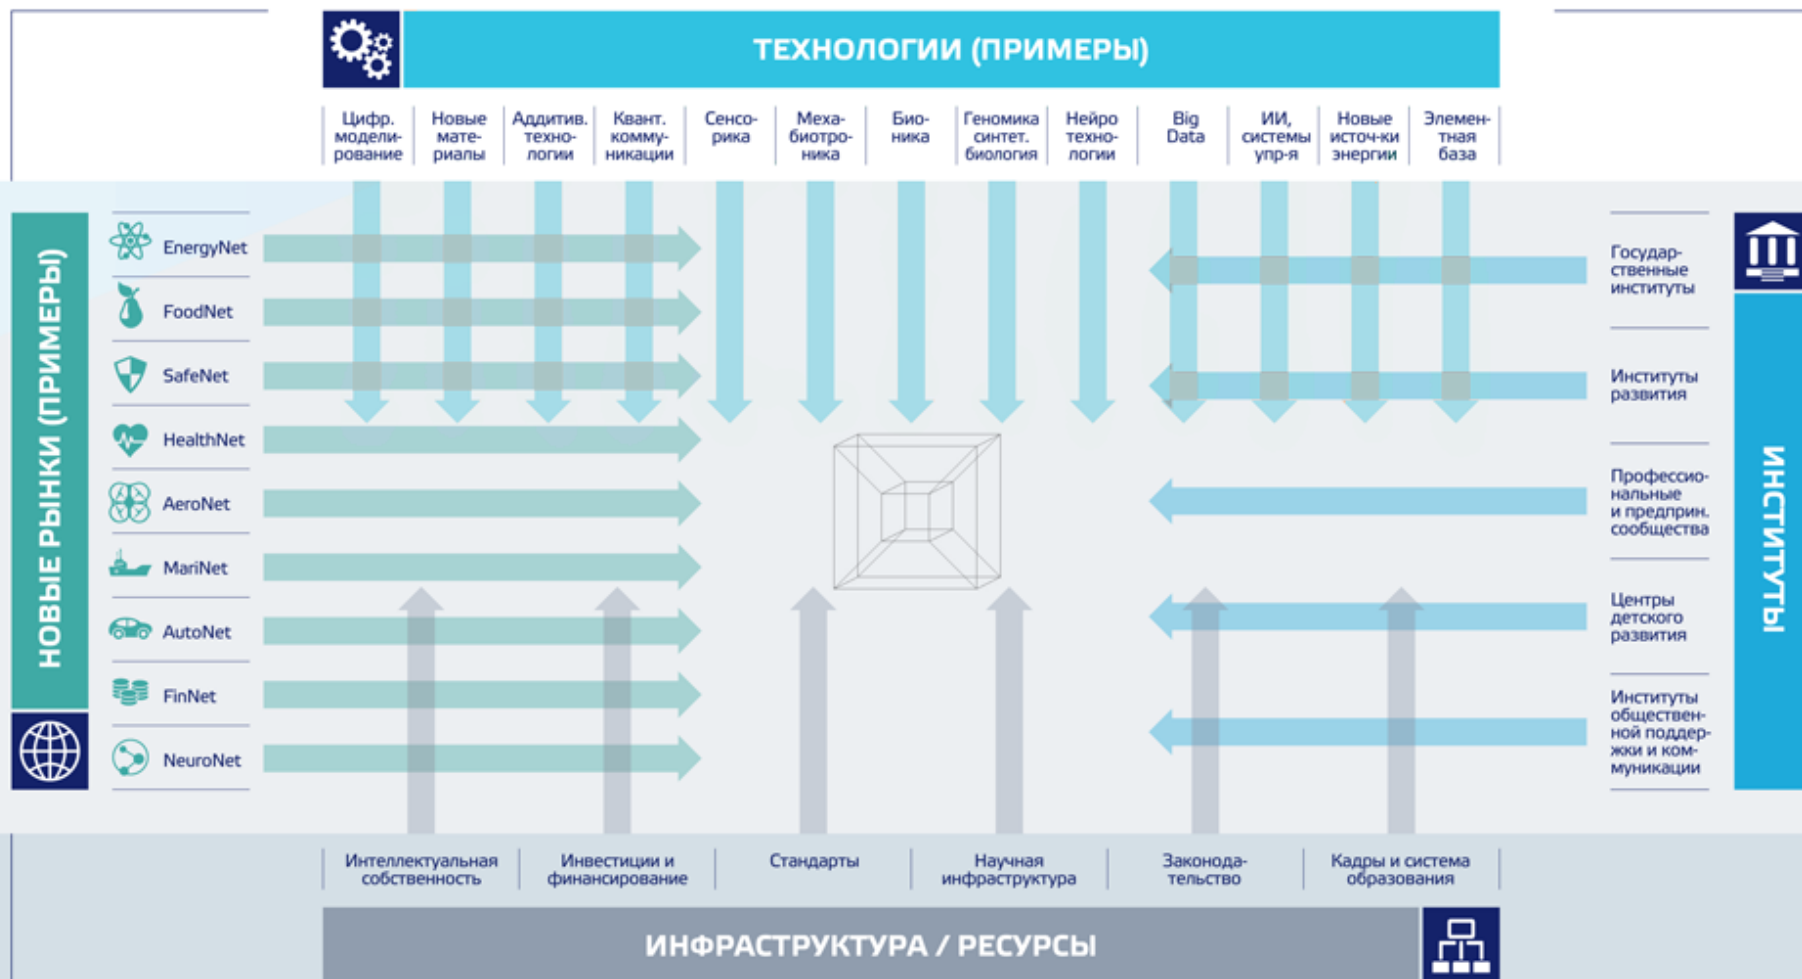 ТЕХНОЛОГИИ (ПРИМЕРЫ)
Цифр.
модели-
рование
Новые
мате-
риалы
Аддитив.
техно-
логии
Квант.
комму-
никации
Сенсо-
рика
Меха-
биотро-
ника
Био-
ника
Геномика
синтет.
биология
Нейро
техно-
логии
Big
Data
ИИ,
системы
упр-я
Новые
источ-ки
энергии
Элемен-
тная
база
НОВЫЕ РЫНКИ (ПРИМЕРЫ)
EnergyNet
FoodNet
SafeNet
HealthNet
AeroNet
MariNet
AutoNet
FinNet
NeuroNet
Государ-
ственные
институты
Институты
развития
Профессио-
нальные
и предприн.
сообщества
Центры
детского
развития
Институты
обществен-
ной поддер-
жки и ком-
муникации
ИНСТИТУТЫ
Интеллектуальная
собственность
Инвестиции и
финансирование
Стандарты
Научная
инфраструктура
Законода-
тельство
Кадры и система
образования
ИНФРАСТРУКТУРА / РЕСУРСЫ